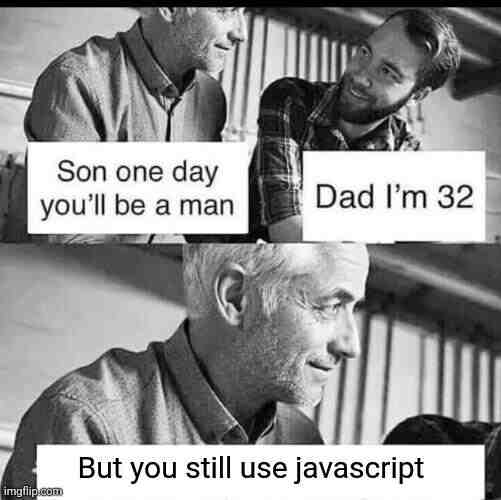 Son one day
you'll be a man
Dad I'm 32
But you still use javascript
imgflip.com